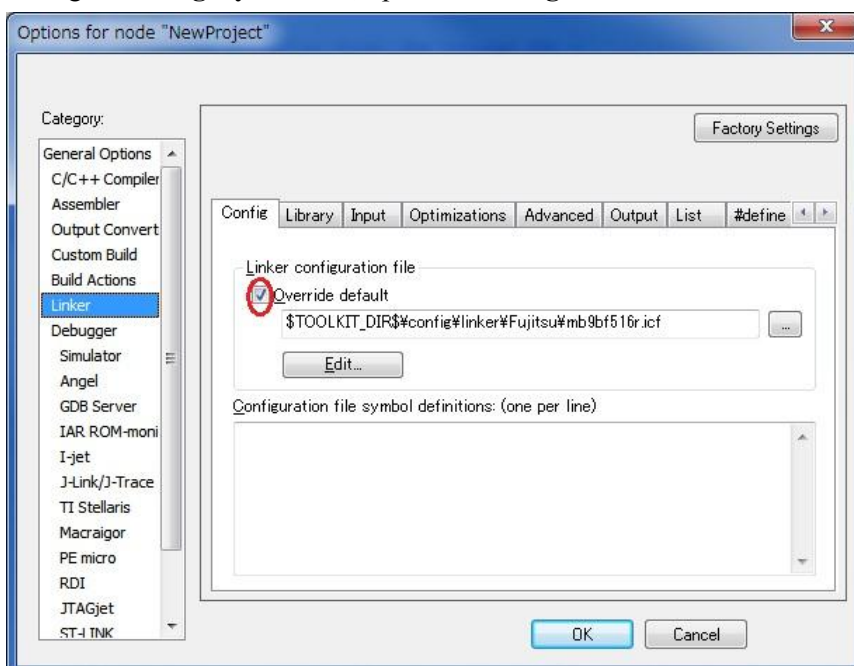 Options for node "NewProject"
X
Category:
Factory Settings
General Options
C/C++ Compiler
Assembler
Output Convert
Custom Build
Build Actions
Linker
Debugger
Simulator
Angel
GDB Server
IAR ROM-moni
I-jet
J-Link/J-Trace
TI Stellaris
Macraigor
PE micro
RDI
JTAGjet
ST-LINK
Config Library Input Optimizations Advanced Output List #define
Linker configuration file
Override default
$TOOLKIT_DIR$¥config¥linker¥Fujitsu¥mb9bf516r.icf
...
Edit...
Configuration file symbol definitions: (one per line)
OK Cancel